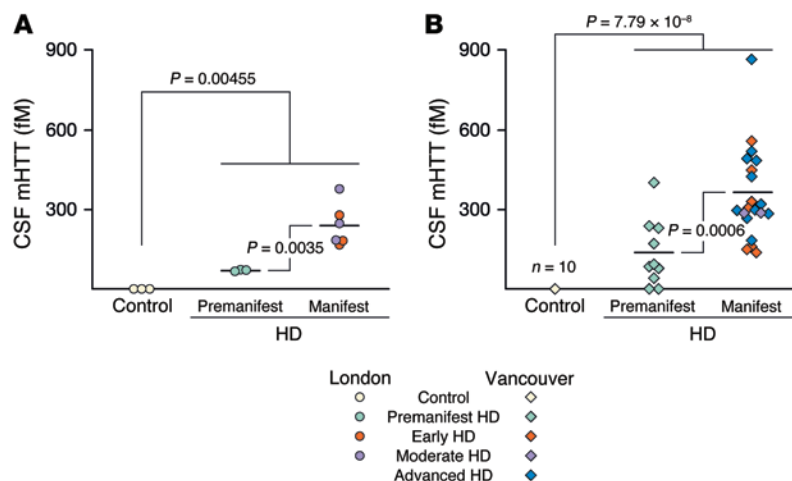 A
B
900
600
300
CSF mHTT (fM)
P = 0.00455
P = 0.0035
Control
Premanifest
Manifest
HD
900
600
300
CSF mHTT (fM)
P = 7.79 × 10⁻⁸
P = 0.0006
n = 10
Control
Premanifest
Manifest
HD
London
Vancouver
Control
Premanifest HD
Early HD
Moderate HD
Advanced HD